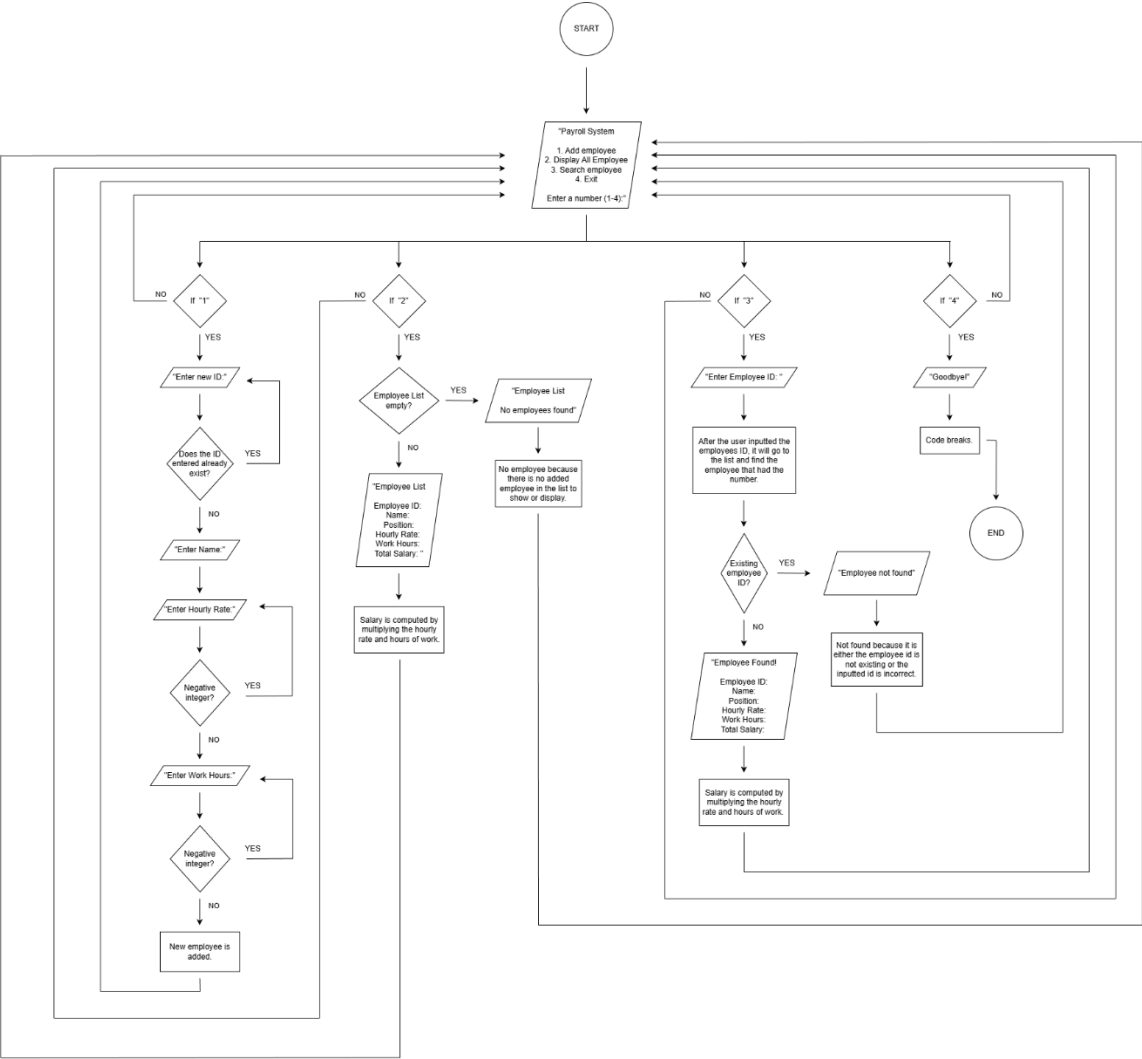 START
"Payroll System
1. Add employee
2. Display All Employee
3. Search employee
4. Exit
Enter a number (1-4):"
If "1"
NO
YES
"Enter new ID:"
Does the ID
entered already
exist?
YES
NO
"Enter Name:"
"Enter Hourly Rate:"
Negative
integer?
YES
NO
"Enter Work Hours:"
Negative
integer?
YES
NO
New employee is
added.
If "2"
NO
YES
Employee List
empty?
YES
"Employee List
No employees found"
No employee because
there is no added
employee in the list to
show or display.
NO
"Employee List
Employee ID:
Name:
Position:
Hourly Rate:
Work Hours:
Total Salary: "
Salary is computed by
multiplying the hourly
rate and hours of work.
If "3"
NO
YES
"Enter Employee ID: "
After the user inputted the
employees ID, it will go to
the list and find the
employee that had the
number.
Existing
employee
ID?
YES
"Employee not found"
Not found because it is
either the employee id is
not existing or the
inputted id is incorrect.
NO
"Employee Found!
Employee ID:
Name:
Position:
Hourly Rate:
Work Hours:
Total Salary:
Salary is computed by
multiplying the hourly
rate and hours of work.
If "4"
NO
YES
"Goodbye!"
Code breaks.
END